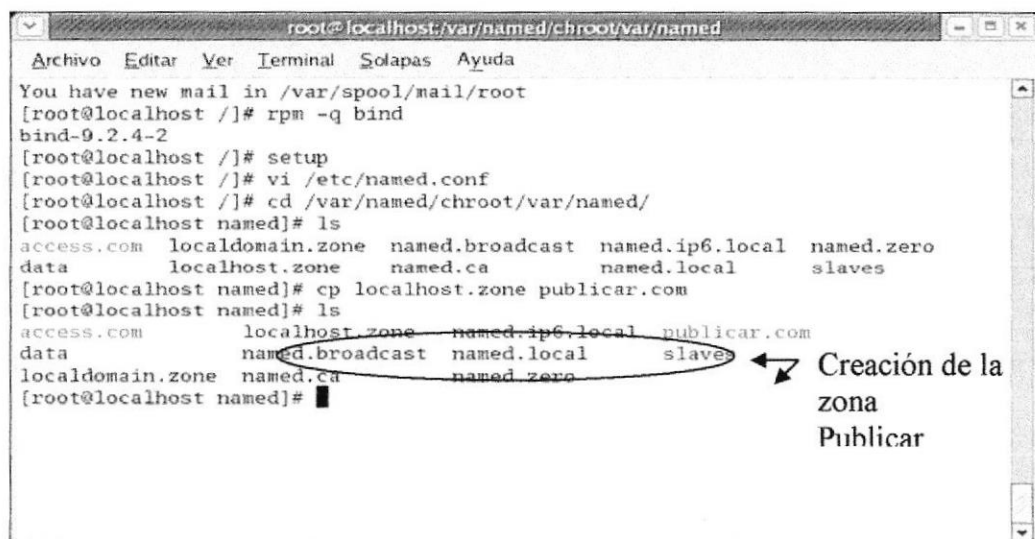 root@localhost:/var/named/chroot/var/named
Archivo Editar Ver Terminal Solapas Ayuda
You have new mail in /var/spool/mail/root
[root@localhost /]# rpm -q bind
bind-9.2.4-2
[root@localhost /]# setup
[root@localhost /]# vi /etc/named.conf
[root@localhost /]# cd /var/named/chroot/var/named/
[root@localhost named]# ls
access.com localdomain.zone named.broadcast named.ip6.local named.zero
data localhost.zone named.ca named.local slaves
[root@localhost named]# cp localhost.zone publicar.com
[root@localhost named]# ls
access.com localhost.zone named.ip6.local publicar.com
data named.broadcast named.local slaves
localdomain.zone named.ca named.zero
[root@localhost named]#
Creación de la
zona
Publicar